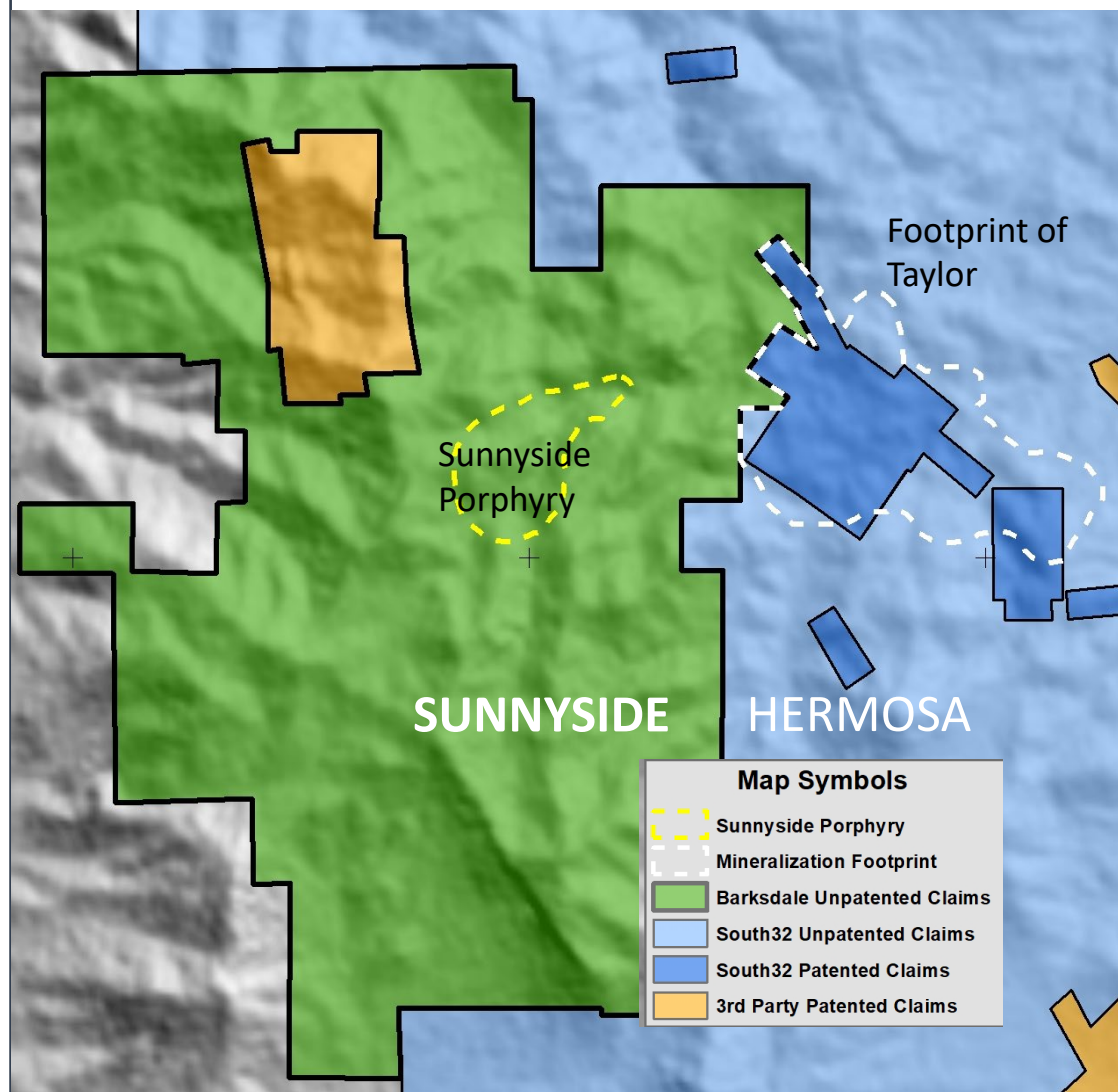 Footprint of
Taylor
Sunnyside
Porphyry
SUNNYSIDE
HERMOSA
Map Symbols
Sunnyside Porphyry
Mineralization Footprint
Barksdale Unpatented Claims
South32 Unpatented Claims
South32 Patented Claims
3rd Party Patented Claims